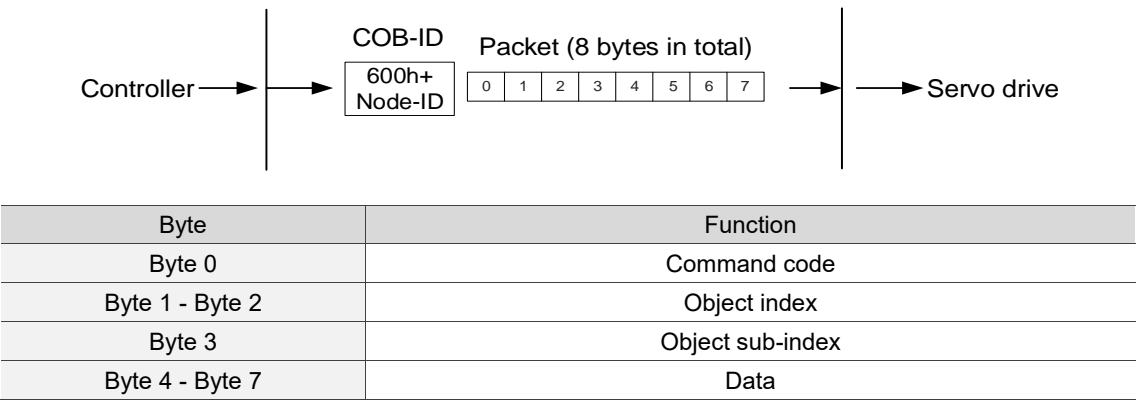 COB-ID
Packet (8 bytes in total)
Controller
600h+
Node-ID
0 1 2 3 4 5 6 7
Servo drive
Byte Function
Byte 0 Command code
Byte 1 - Byte 2 Object index
Byte 3 Object sub-index
Byte 4 - Byte 7 Data